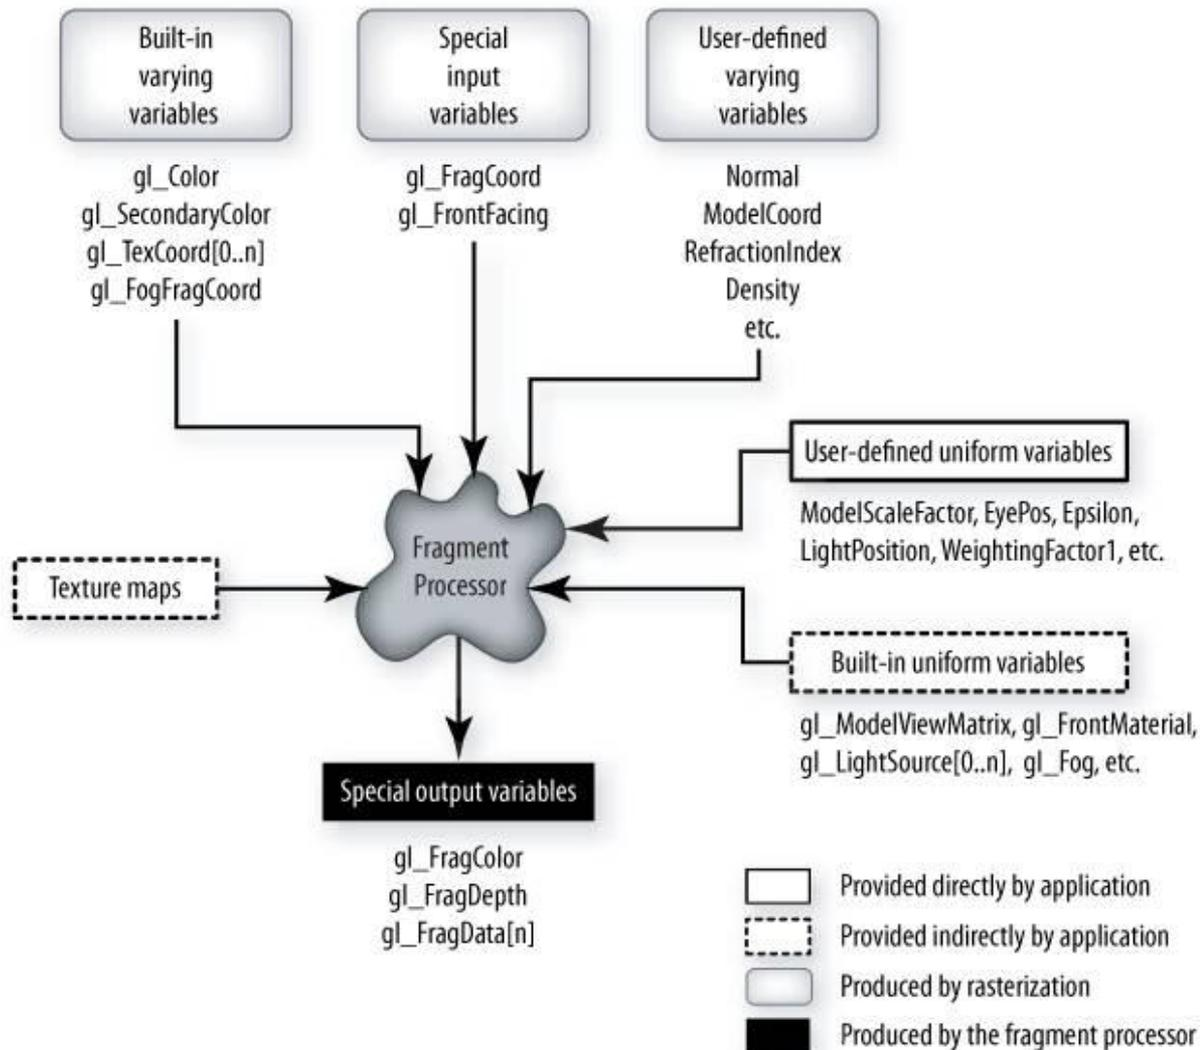 Built-in
varying
variables
Special
input
variables
User-defined
varying
variables
gl_Color
gl_SecondaryColor
gl_TexCoord[0..n]
gl_FogFragCoord
gl_FragCoord
gl_FrontFacing
Normal
ModelCoord
RefractionIndex
Density
etc.
User-defined uniform variables
ModelScaleFactor, EyePos, Epsilon,
LightPosition, WeightingFactor1, etc.
Fragment
Processor
Texture maps
Built-in uniform variables
gl_ModelViewMatrix, gl_FrontMaterial,
gl_LightSource[0..n], gl_Fog, etc.
Special output variables
gl_FragColor
gl_FragDepth
gl_FragData[n]
Provided directly by application
Provided indirectly by application
Produced by rasterization
Produced by the fragment processor